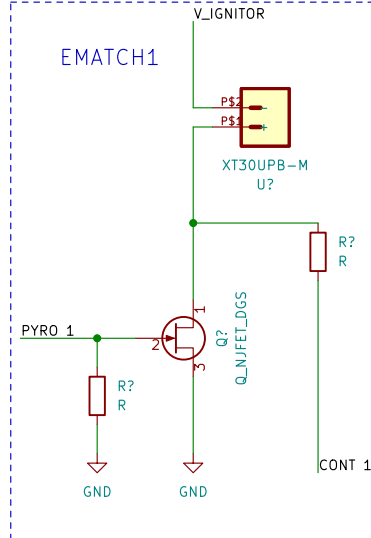 V_IGNITOR
EMATCH1
P$2
-
P$1
+
XT30UPB-M
U?
R?
R
1
PYRO 1
2
Q?
Q_NJFET_DGS
3
R?
R
CONT 1
GND
GND